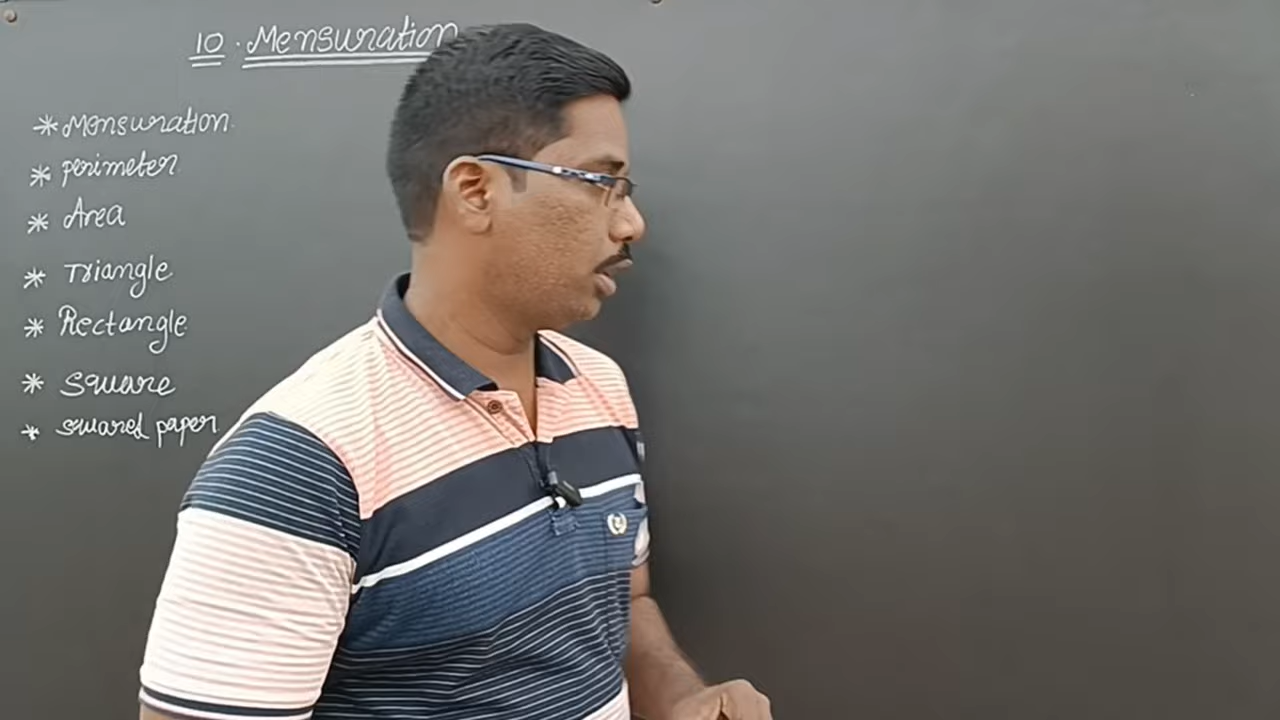 10. Mensuration
* Mensuration
* perimeter
* Area
* Triangle
* Rectangle
* Square
* squared paper